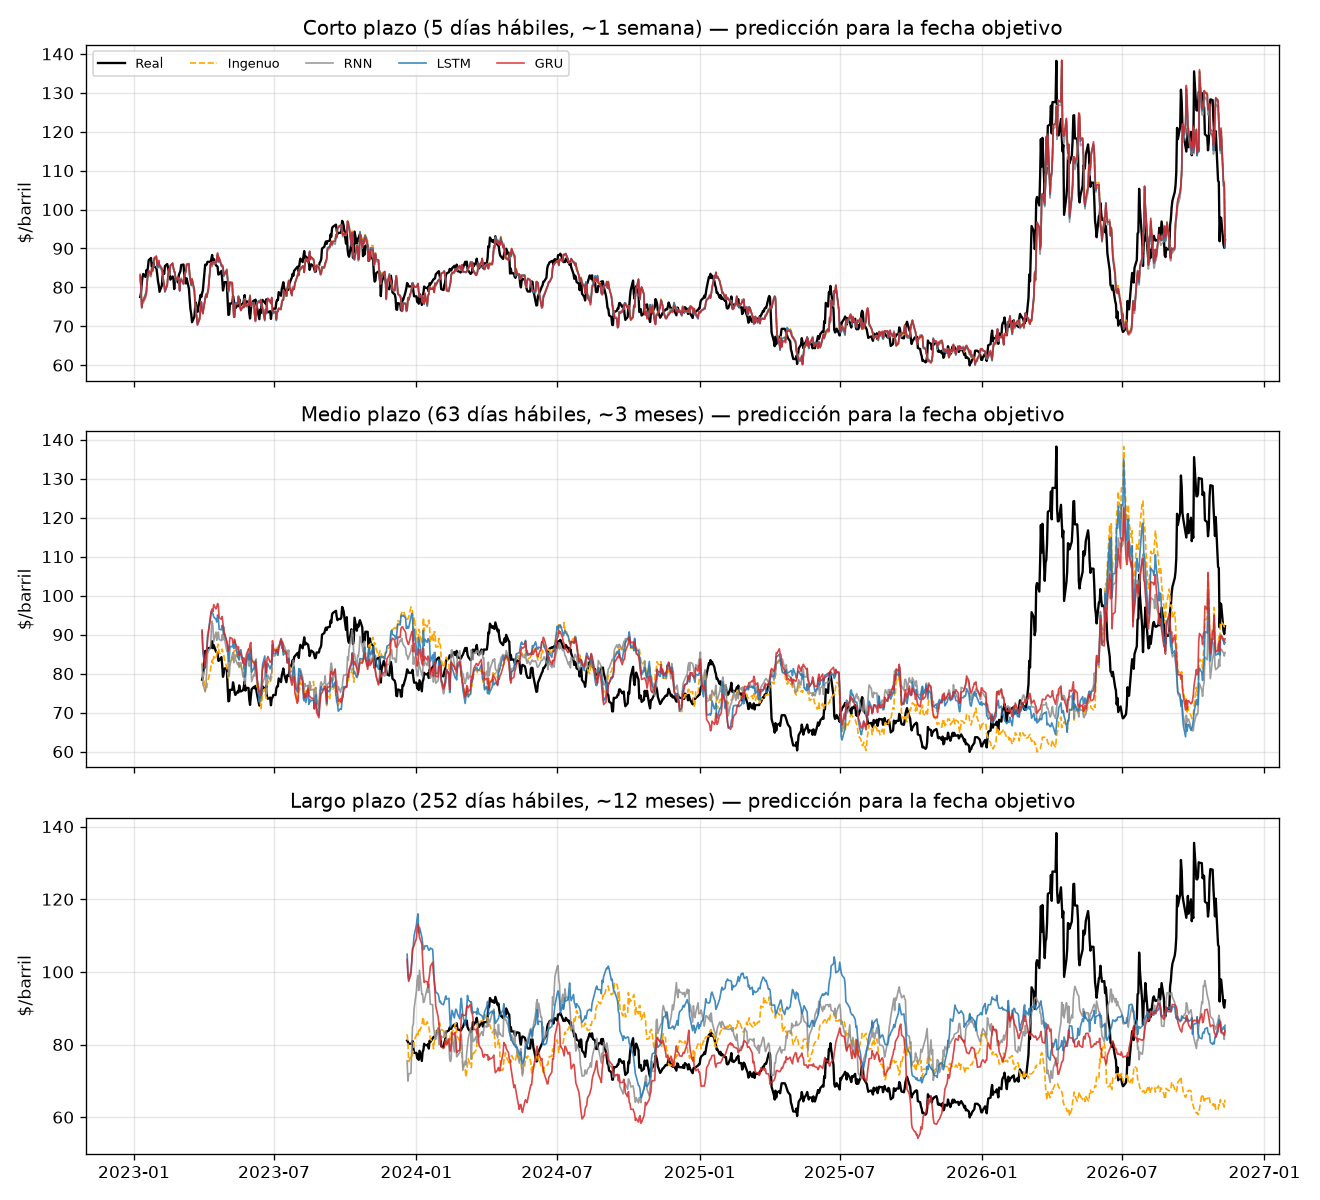 Corto plazo (5 días hábiles, ~1 semana) — predicción para la fecha objetivo
Real
Ingenuo
RNN
LSTM
GRU
140
130
120
110
100
90
80
70
60
$/barril
Medio plazo (63 días hábiles, ~3 meses) — predicción para la fecha objetivo
140
130
120
110
100
90
80
70
60
$/barril
Largo plazo (252 días hábiles, ~12 meses) — predicción para la fecha objetivo
140
120
100
80
60
$/barril
2023-01
2023-07
2024-01
2024-07
2025-01
2025-07
2026-01
2026-07
2027-01